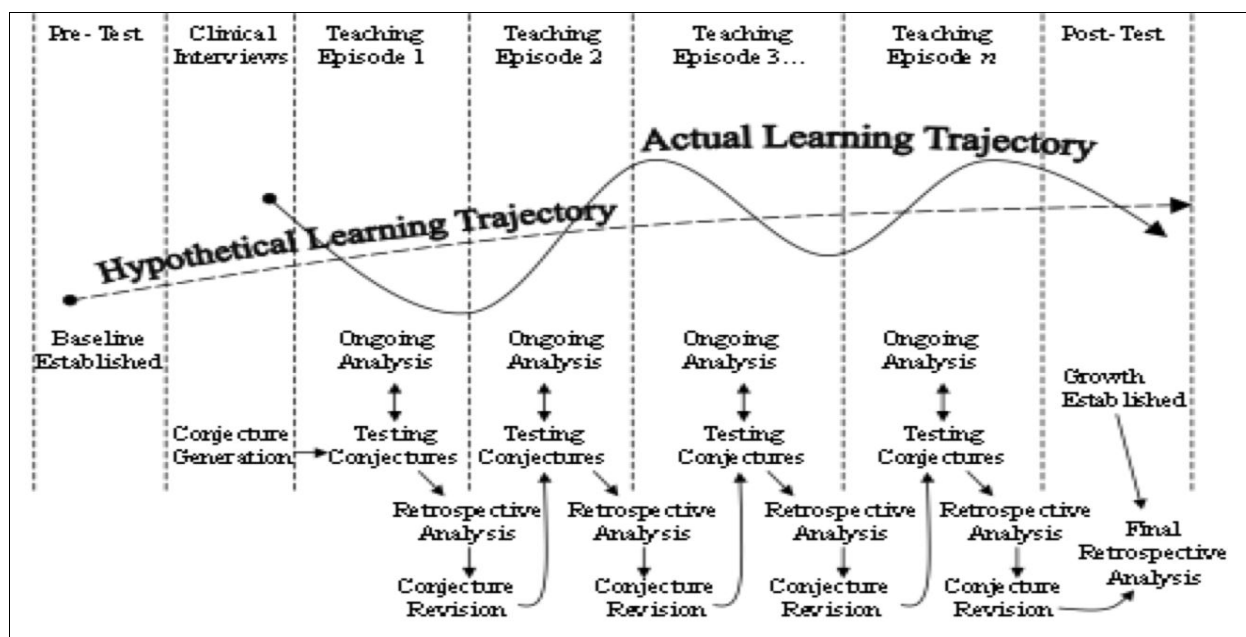 Pre-Test
Clinical
Interviews
Teaching
Episode 1
Teaching
Episode 2
Teaching
Episode 3...
Teaching
Episode n
Post-Test
Actual Learning Trajectory
Hypothetical Learning Trajectory
Baseline
Established
Ongoing
Analysis
Ongoing
Analysis
Ongoing
Analysis
Ongoing
Analysis
Growth
Established
Conjecture
Generation
Testing
Conjectures
Testing
Conjectures
Testing
Conjectures
Testing
Conjectures
Retrospective
Analysis
Retrospective
Analysis
Retrospective
Analysis
Retrospective
Analysis
Final
Retrospective
Analysis
Conjecture
Revision
Conjecture
Revision
Conjecture
Revision
Conjecture
Revision